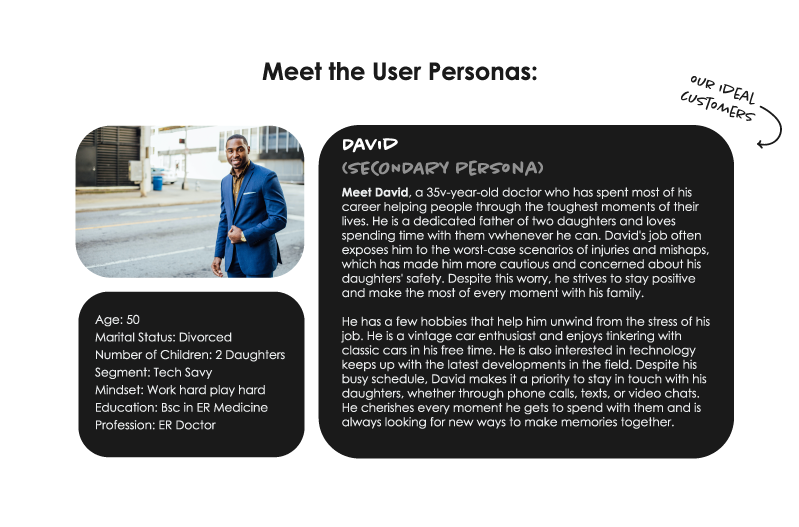 Meet the User Personas:
OUR IDEAL
CUSTOMERS
DAVID
(SECONDARY PERSONA)
Meet David, a 35v-year-old doctor who has spent most of his
career helping people through the toughest moments of their
lives. He is a dedicated father of two daughters and loves
spending time with them vwhenever he can. David's job often
exposes him to the worst-case scenarios of injuries and mishaps,
which has made him more cautious and concerned about his
daughters' safety. Despite this worry, he strives to stay positive
and make the most of every moment with his family.
He has a few hobbies that help him unwind from the stress of his
job. He is a vintage car enthusiast and enjoys tinkering with
classic cars in his free time. He is also interested in technology
keeps up with the latest developments in the field. Despite his
busy schedule, David makes it a priority to stay in touch with his
daughters, whether through phone calls, texts, or video chats.
He cherishes every moment he gets to spend with them and is
always looking for new ways to make memories together.
Age: 50
Marital Status: Divorced
Number of Children: 2 Daughters
Segment: Tech Savy
Mindset: Work hard play hard
Education: Bsc in ER Medicine
Profession: ER Doctor